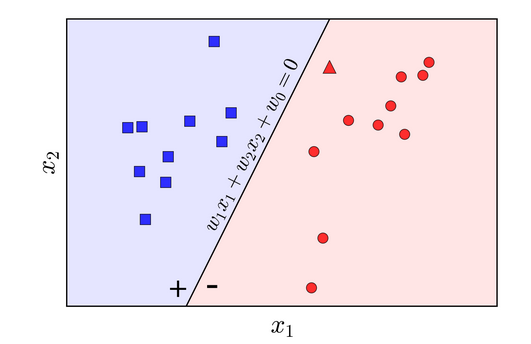 w₁x₁ + w₂x₂ + w₀ = 0
x₂
+ -
x₁